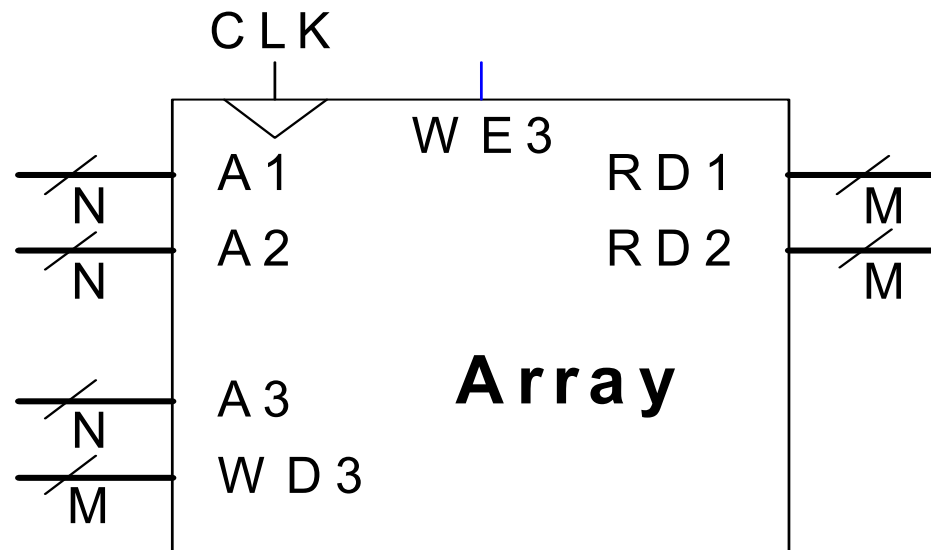 CLK
WE3
A1 RD1
N M
A2 RD2
N M
Array
A3
N
WD3
M